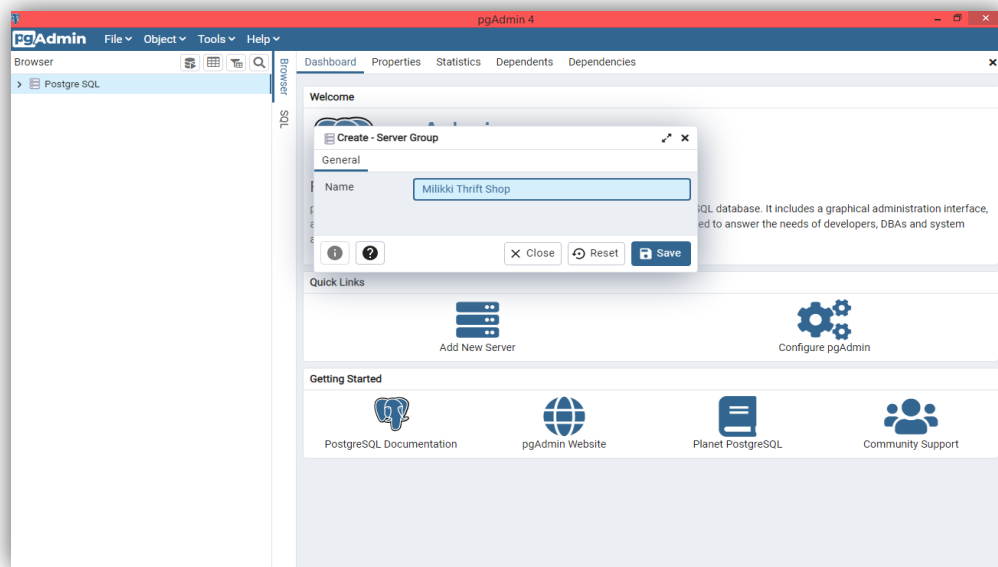 pgAdmin 4
pgAdmin File Object Tools Help
Browser
Postgre SQL
Browser
SQL
Dashboard Properties Statistics Dependents Dependencies
Welcome
Create - Server Group
General
Name Milikki Thrift Shop
SQL database. It includes a graphical administration interface,
ed to answer the needs of developers, DBAs and system
Close Reset Save
Quick Links
Add New Server Configure pgAdmin
Getting Started
PostgreSQL Documentation pgAdmin Website Planet PostgreSQL Community Support